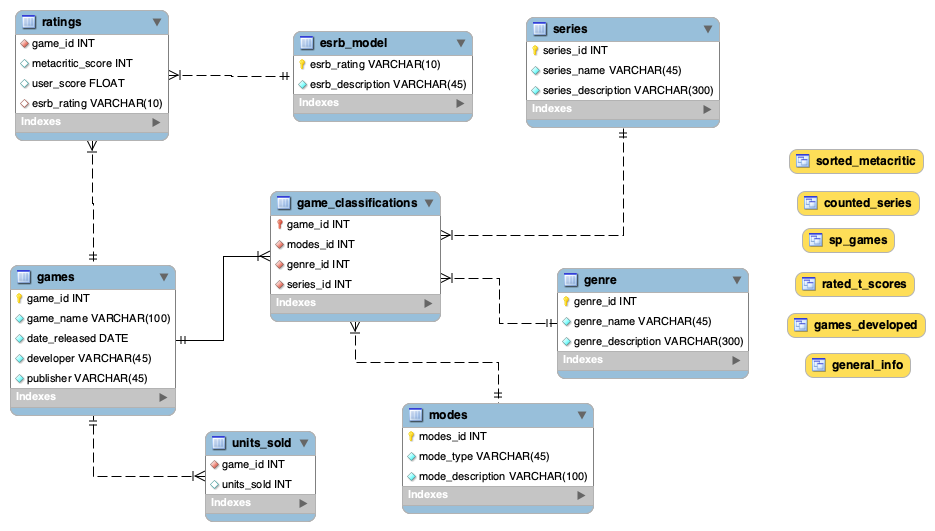 ratings
game_id INT
metacritic_score INT
user_score FLOAT
esrb_rating VARCHAR(10)
Indexes
esrb_model
esrb_rating VARCHAR(10)
esrb_description VARCHAR(45)
Indexes
series
series_id INT
series_name VARCHAR(45)
series_description VARCHAR(300)
Indexes
game_classifications
game_id INT
modes_id INT
genre_id INT
series_id INT
Indexes
games
game_id INT
game_name VARCHAR(100)
date_released DATE
developer VARCHAR(45)
publisher VARCHAR(45)
Indexes
genre
genre_id INT
genre_name VARCHAR(45)
genre_description VARCHAR(300)
Indexes
units_sold
game_id INT
units_sold INT
Indexes
modes
modes_id INT
mode_type VARCHAR(45)
mode_description VARCHAR(100)
Indexes
sorted_metacritic
counted_series
sp_games
rated_t_scores
games_developed
general_info